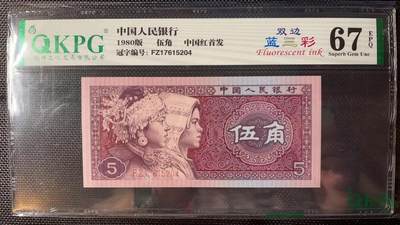 QKPG
中国人民银行
1980版 伍角 中国红首发
冠字编号: FZ17615204
双边
蓝三彩
Fluorescent ink
67 EPQ
Superb Gem Unc
中国人民银行
伍角
5
5